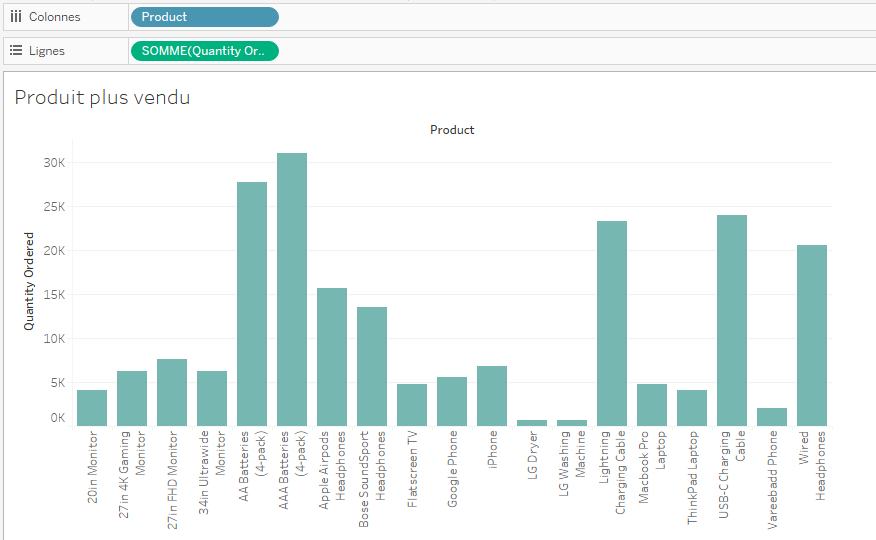 Colonnes
Product
Lignes
SOMME(Quantity Or..
Produit plus vendu
Product
Quantity Ordered
30K
25K
20K
15K
10K
5K
0K
20in Monitor
27in 4K Gaming
Monitor
27in FHD Monitor
34in Ultrawide
Monitor
AA Batteries
(4-pack)
AAA Batteries
(4-pack)
Apple Airpods
Headphones
Bose SoundSport
Headphones
Flatscreen TV
Google Phone
iPhone
LG Dryer
LG Washing
Machine
Lightning
Charging Cable
Macbook Pro
Laptop
ThinkPad Laptop
USB-C Charging
Cable
Vareebadd Phone
Wired
Headphones